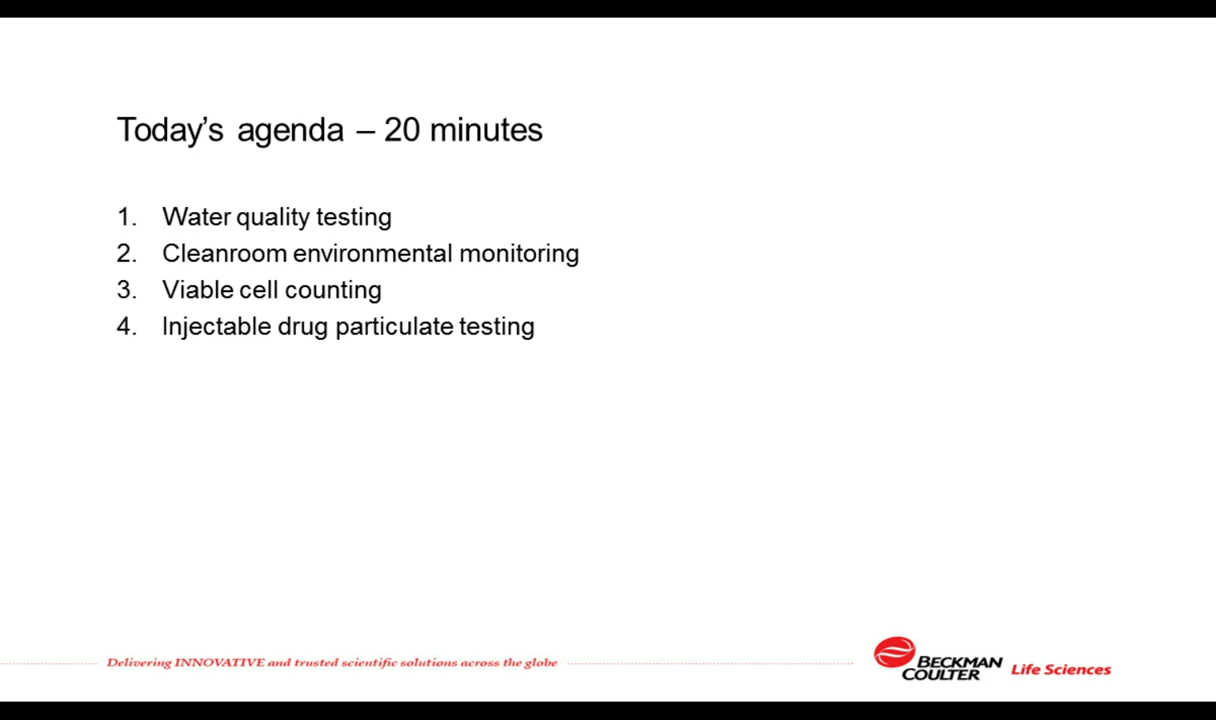 Today's agenda – 20 minutes
1. Water quality testing
2. Cleanroom environmental monitoring
3. Viable cell counting
4. Injectable drug particulate testing
Delivering INNOVATIVE and trusted scientific solutions across the globe
BECKMAN
COULTER Life Sciences